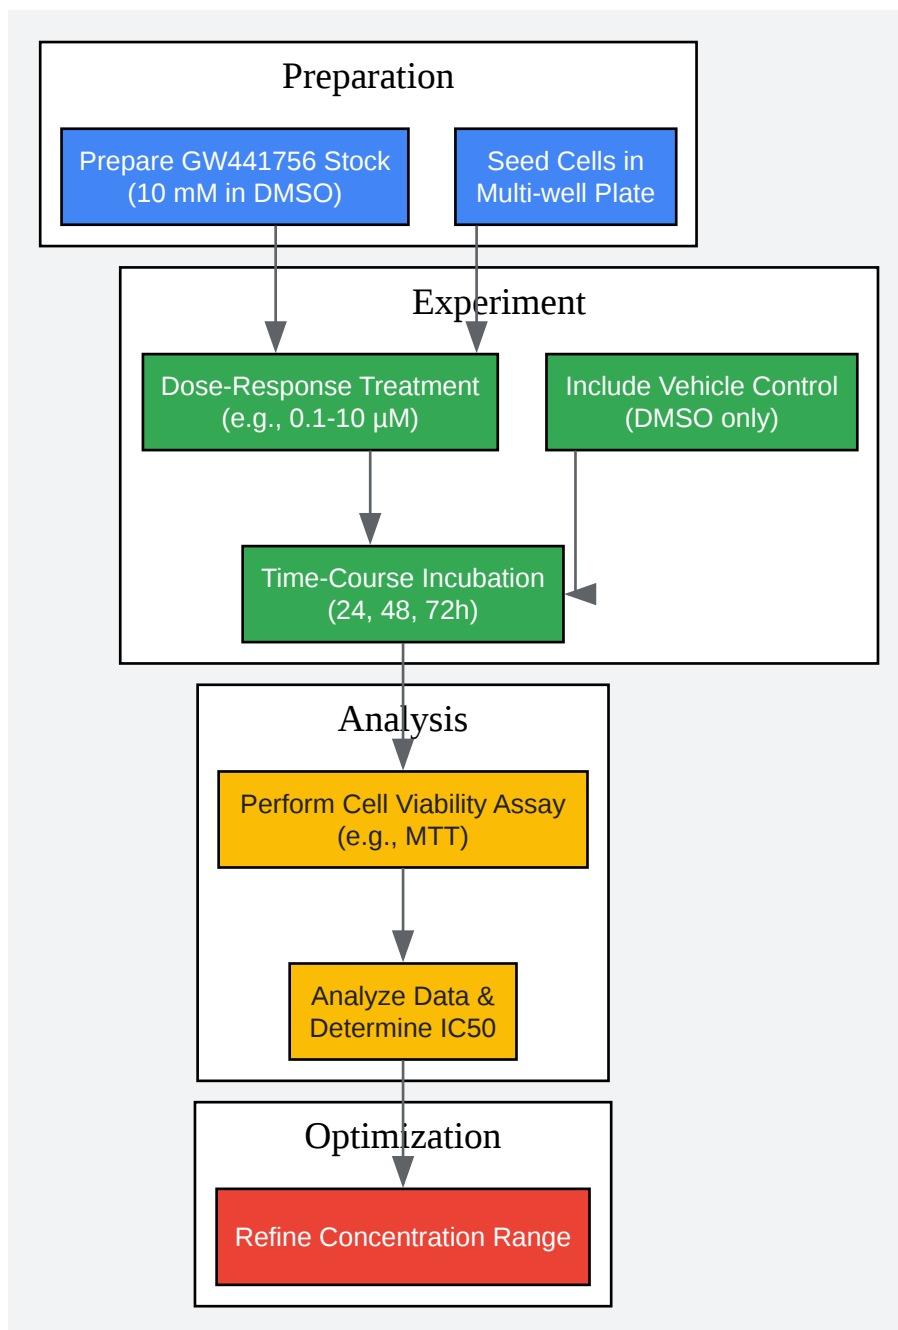 Preparation
Prepare GW441756 Stock
(10 mM in DMSO)
Seed Cells in
Multi-well Plate
Experiment
Dose-Response Treatment
(e.g., 0.1-10 µM)
Include Vehicle Control
(DMSO only)
Time-Course Incubation
(24, 48, 72h)
Analysis
Perform Cell Viability Assay
(e.g., MTT)
Analyze Data &
Determine IC50
Optimization
Refine Concentration Range